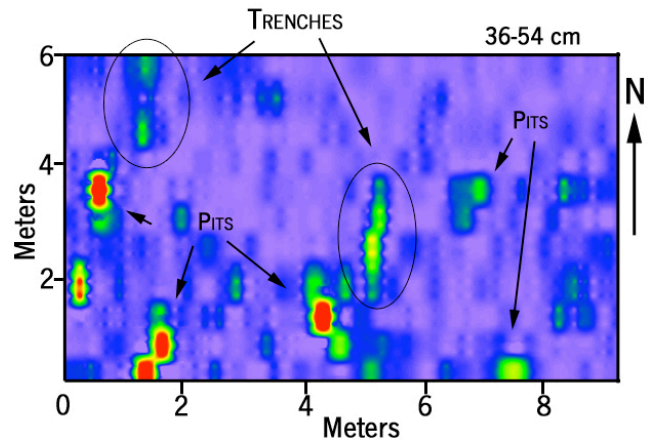 TRENCHES
36-54 cm
N
PITS
PITS
6
4
2
Meters
0 2 4 6 8
Meters